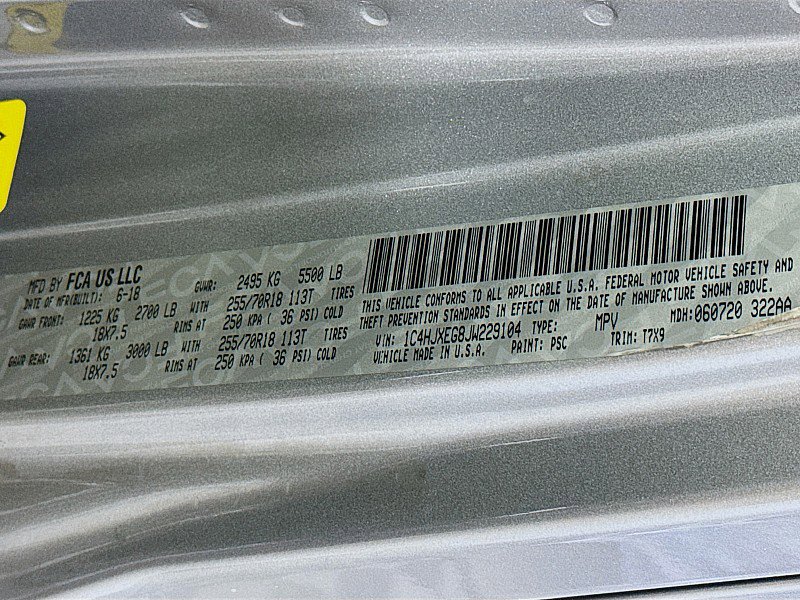 MFD BY FCA US LLC
DATE OF MFR(BUILT): 6-18 GVWR: 2495 KG 5500 LB
GAWR FRONT: 1225 KG 2700 LB WITH 255/70R18 113T TIRES
18X7.5 RIMS AT 250 KPA ( 36 PSI) COLD
GAWR REAR: 1361 KG 3000 LB WITH 255/70R18 113T TIRES
18X7.5 RIMS AT 250 KPA ( 36 PSI) COLD
THIS VEHICLE CONFORMS TO ALL APPLICABLE U.S.A. FEDERAL MOTOR VEHICLE SAFETY AND
THEFT PREVENTION STANDARDS IN EFFECT ON THE DATE OF MANUFACTURE SHOWN ABOVE.
VIN: 1C4HJXEG8JW229104 TYPE: MPV MDH: 060720 322AA
VEHICLE MADE IN U.S.A. PAINT: PSC TRIM: T7X9